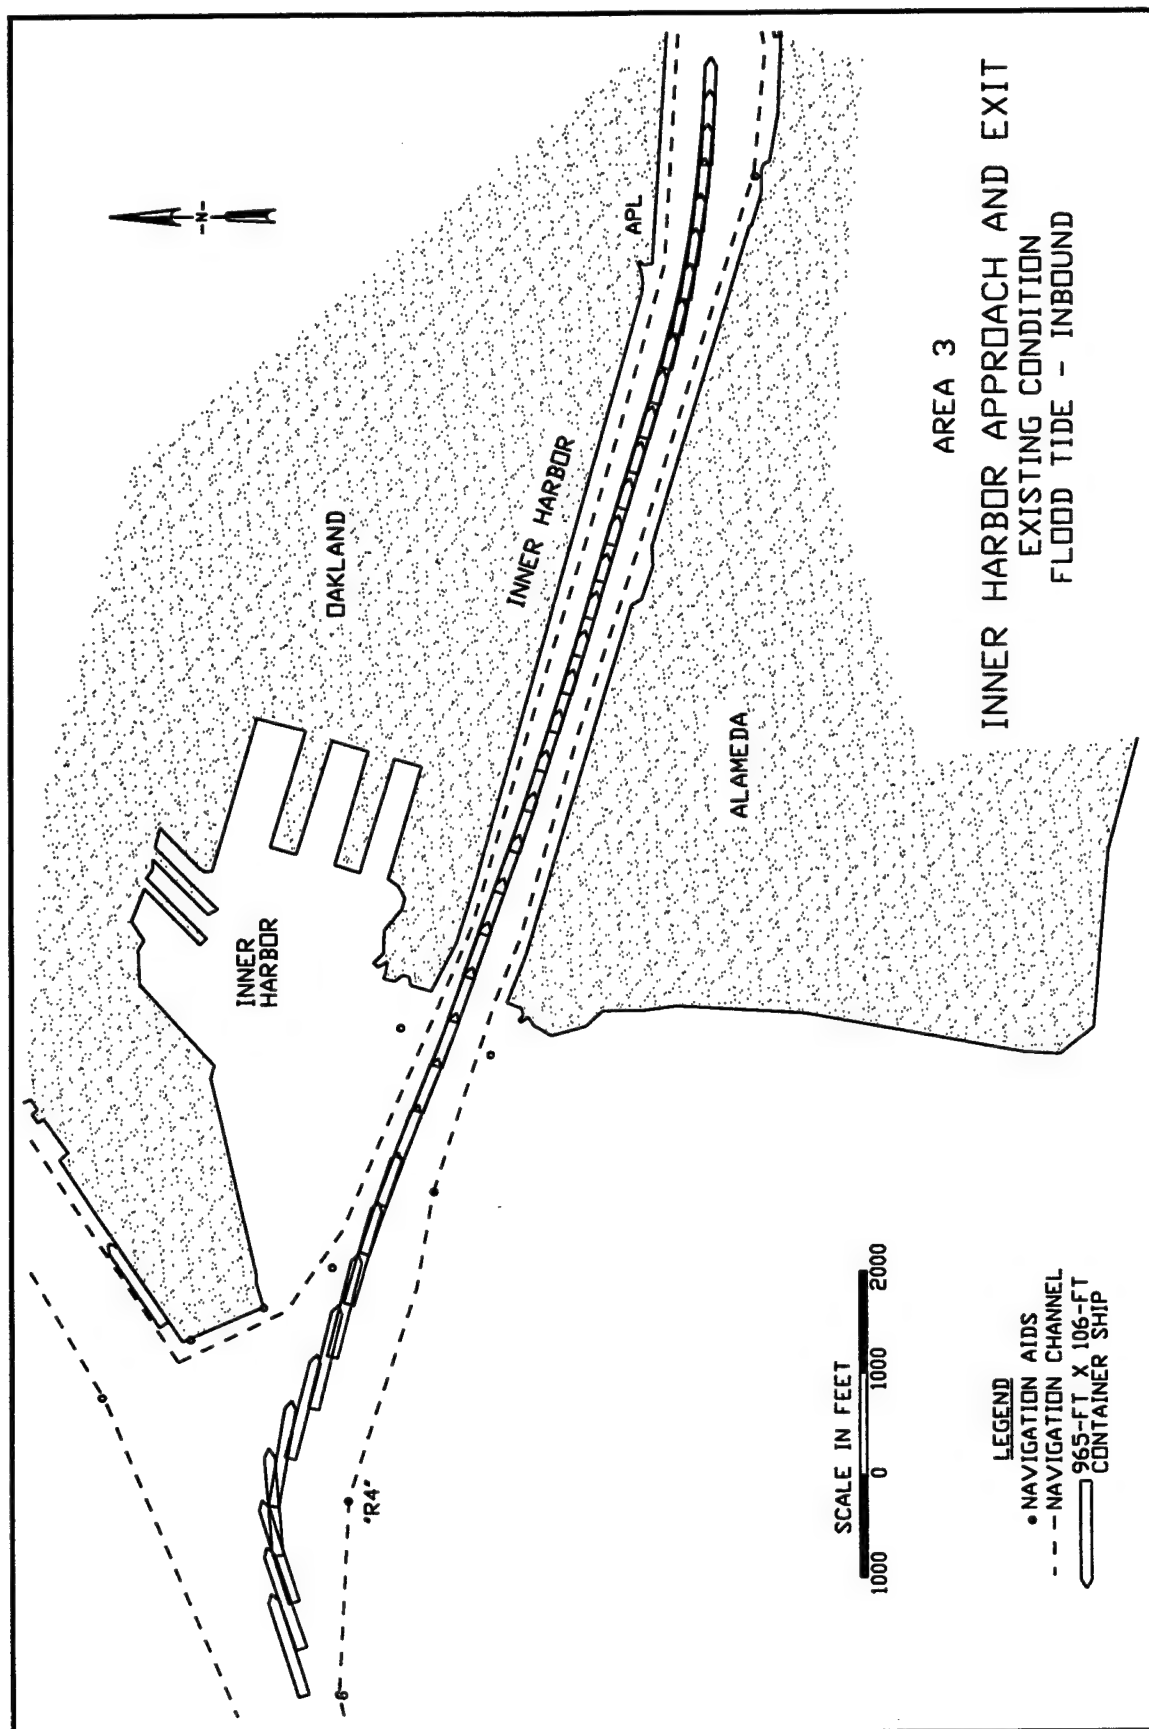 -N-
APL
OAKLAND
INNER HARBOR
INNER
HARBOR
ALAMEDA
"R4"
6
AREA 3
INNER HARBOR APPROACH AND EXIT
EXISTING CONDITION
FLOOD TIDE - INBOUND
SCALE IN FEET
1000 0 1000 2000
LEGEND
NAVIGATION AIDS
NAVIGATION CHANNEL
965-FT X 106-FT
CONTAINER SHIP